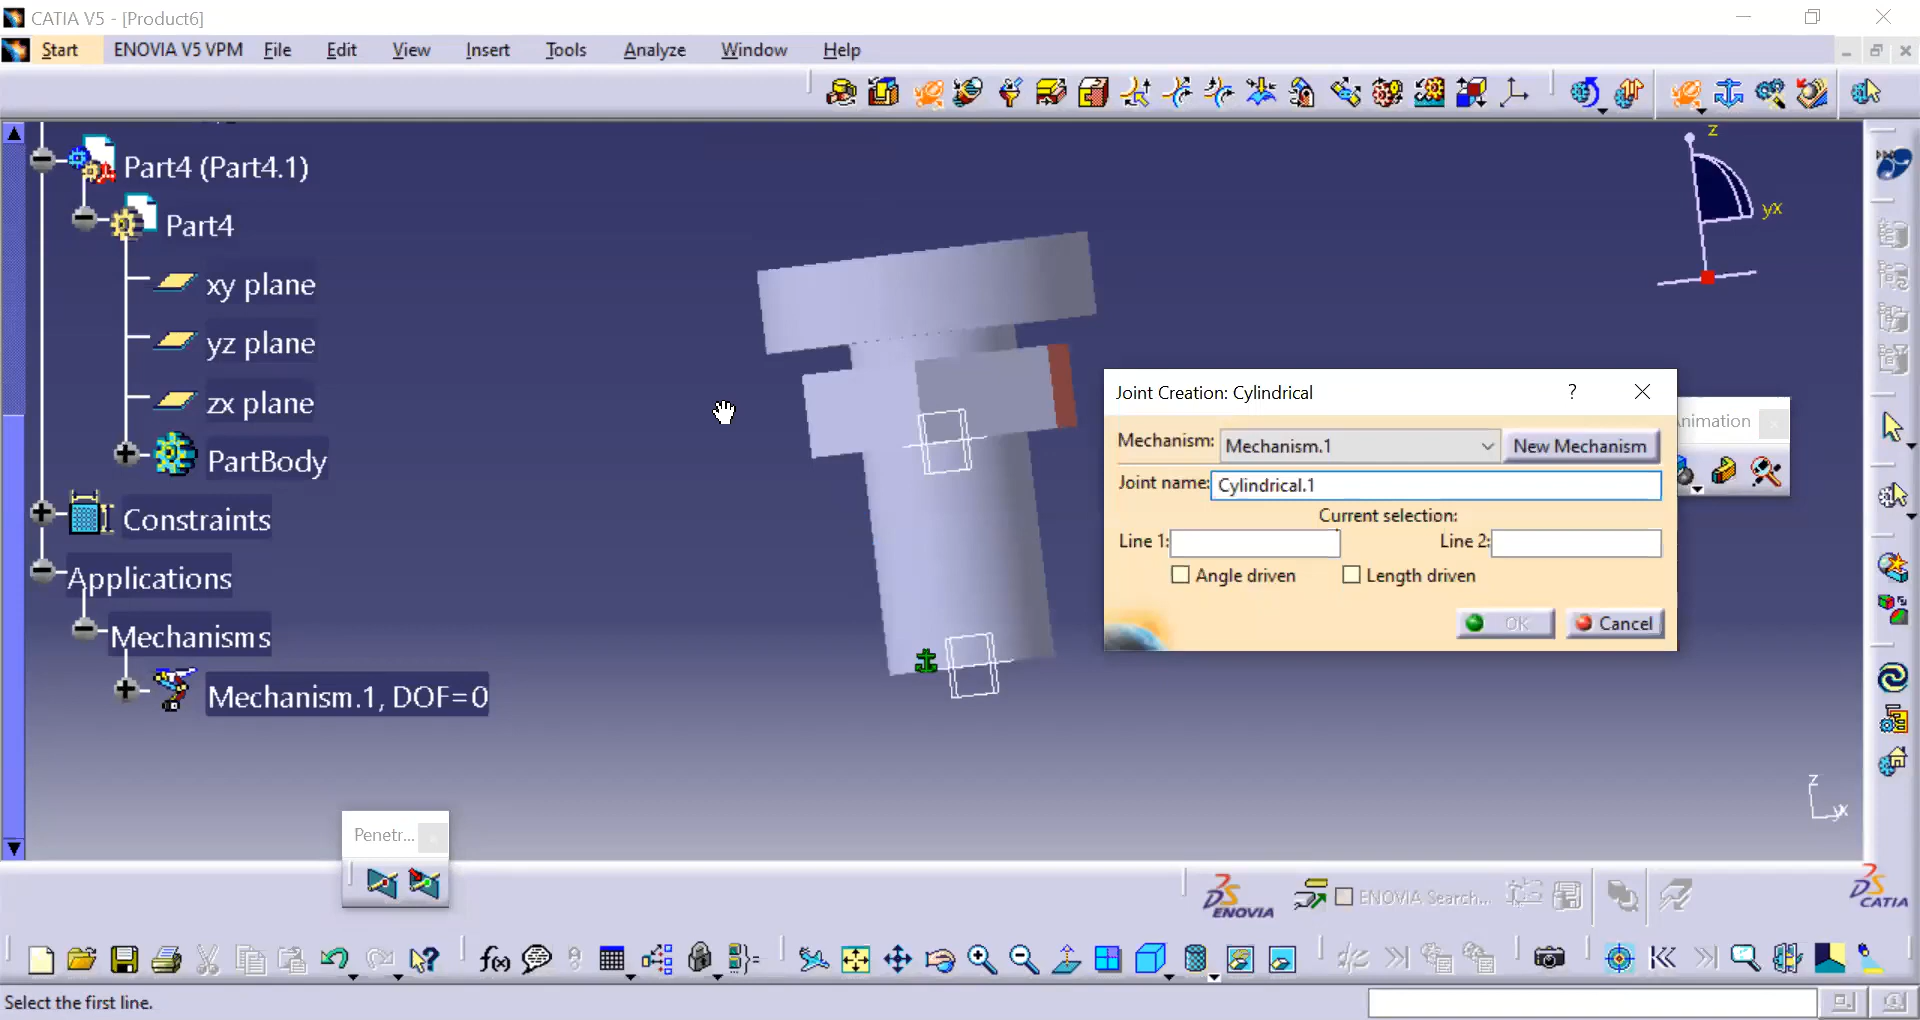 CATIA V5 - [Product6]
Start ENOVIA V5 VPM File Edit View Insert Tools Analyze Window Help
z
yx
Part4 (Part4.1)
Part4
xy plane
yz plane
zx plane
PartBody
Constraints
Applications
Mechanisms
Mechanism.1, DOF=0
Joint Creation: Cylindrical ?
Mechanism: Mechanism.1 New Mechanism
Joint name: Cylindrical.1
Current selection:
Line 1: Line 2:
Angle driven Length driven
OK Cancel
nimation
z
yx
Penetr...
ENOVIA
ENOVIA Search...
CATIA
f(x)
Select the first line.